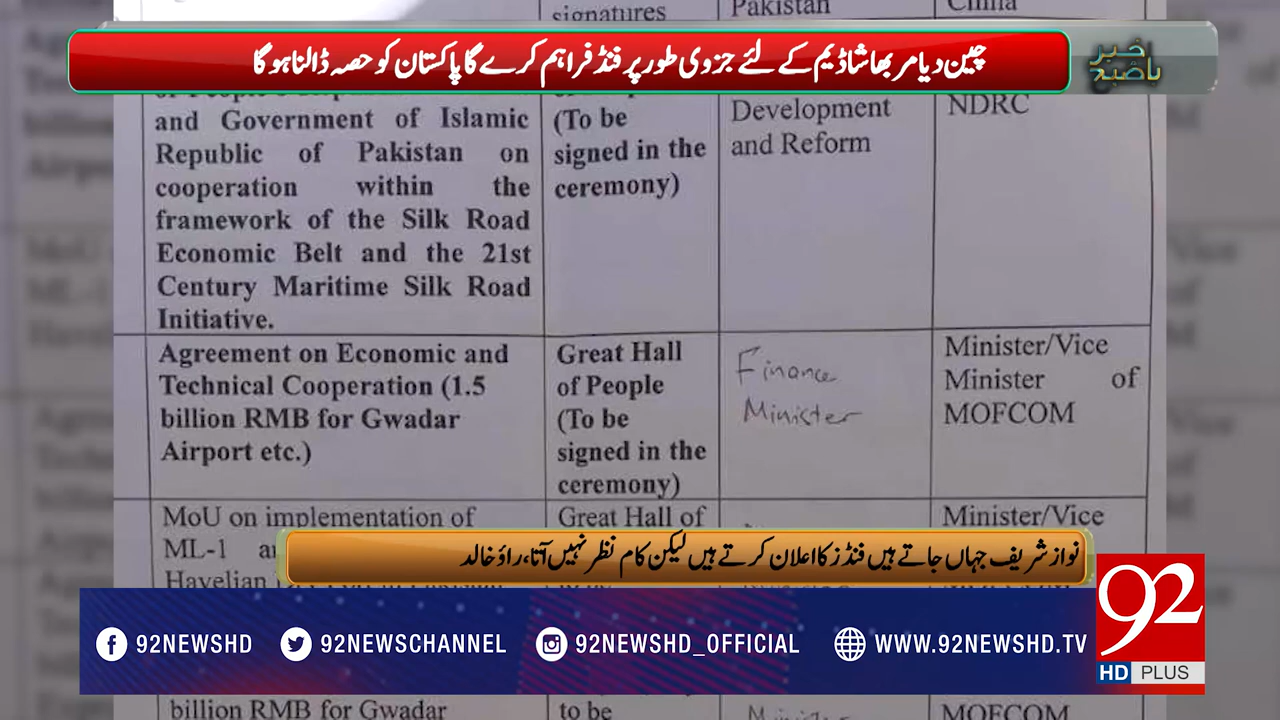 signatures
Pakistan
China
چین دیامر بھاشا ڈیم کے لئے جزوی طور پر فنڈ فراہم کرے گا پاکستان کو حصہ ڈالنا ہوگا
and Government of Islamic
Republic of Pakistan on
cooperation within the
framework of the Silk Road
Economic Belt and the 21st
Century Maritime Silk Road
Initiative.
(To be
signed in the
ceremony)
Development
and Reform
NDRC
Agreement on Economic and
Technical Cooperation (1.5
billion RMB for Gwadar
Airport etc.)
Great Hall
of People
(To be
signed in the
ceremony)
Finance
Minister
Minister/Vice
Minister of
MOFCOM
MoU on implementation of
ML-1
Havelian
Great Hall of
Minister/Vice
نواز شریف جہاں جاتے ہیں فنڈز کا اعلان کرتے ہیں لیکن کام نظر نہیں آتا، راؤ خالد
92NEWSHD
92NEWSCHANNEL
92NEWSHD_OFFICIAL
WWW.92NEWSHD.TV
92
HD PLUS
billion RMB for Gwadar
to be
Minister
MOFCOM